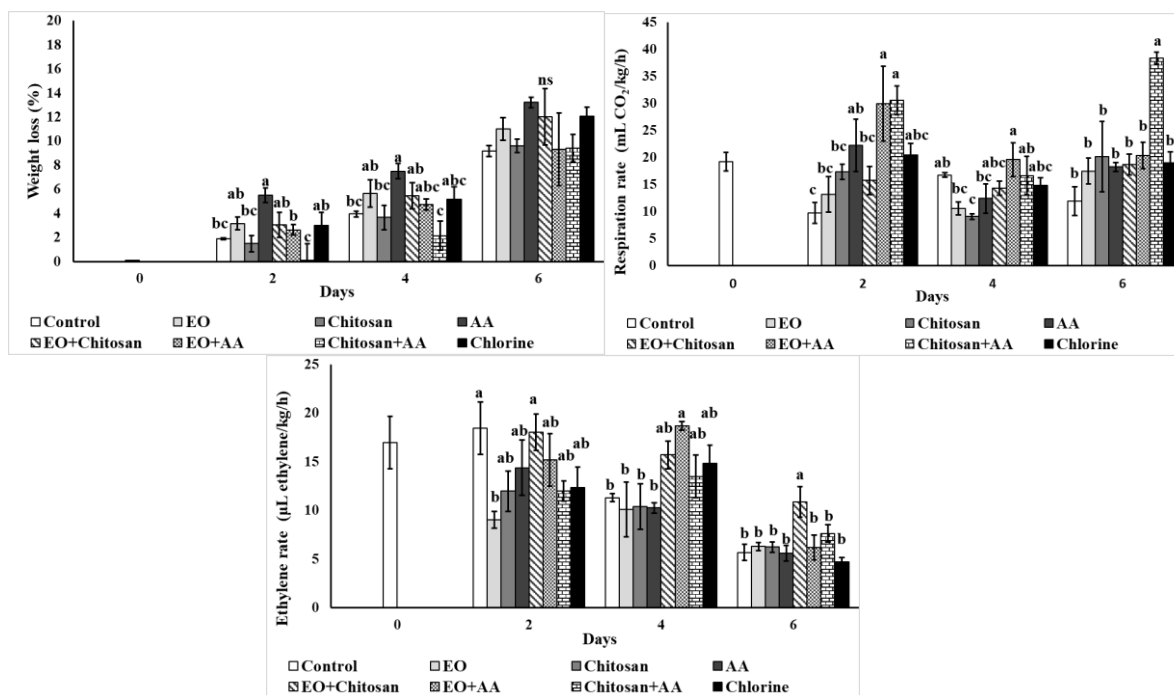 Weight loss (%)
20
18
16
14
12
10
8
6
4
2
0
bc ab bc a ab b c ab
bc ab bc a ab abc c abc
ns
0 2 4 6
Days
Control EO Chitosan AA
EO+Chitosan EO+AA Chitosan+AA Chlorine
Respiration rate (mL CO₂/kg/h)
45
40
35
30
25
20
15
10
5
0
c bc bc ab bc a a abc
ab bc c abc abc a abc abc
b b b b b b a b
0 2 4 6
Days
Control EO Chitosan AA
EO+Chitosan EO+AA Chitosan+AA Chlorine
Ethylene rate (µL ethylene/kg/h)
25
20
15
10
5
0
a b ab ab a ab ab ab
b b b b ab a ab ab
b b b b a b b b
0 2 4 6
Days
Control EO Chitosan AA
EO+Chitosan EO+AA Chitosan+AA Chlorine